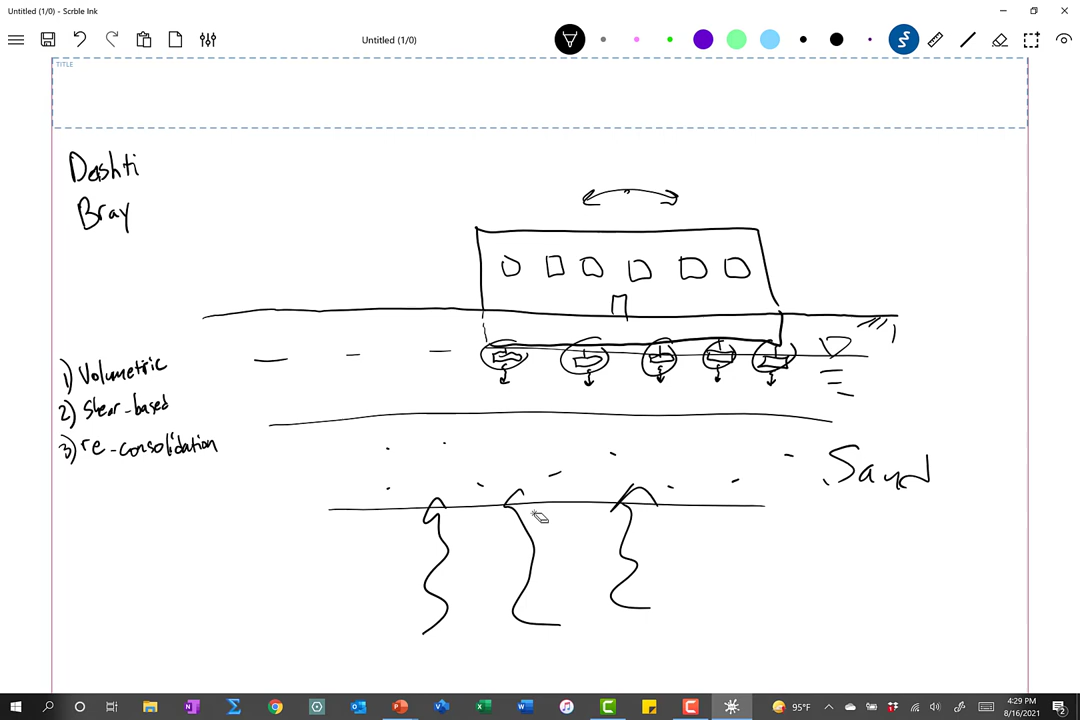 Untitled (1/0) - Scrble Ink
Untitled (1/0)
TITLE
Dashti
Bray
1) Volumetric
2) Shear-based
3) re-consolidation
Sand
95°F
4:29 PM
8/16/2021
2